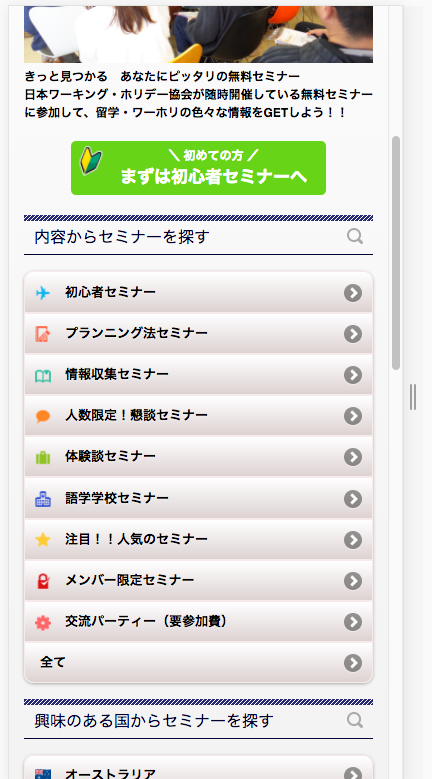 きっと見つかる　あなたにピッタリの無料セミナー
日本ワーキング・ホリデー協会が随時開催している無料セミナー
に参加して、留学・ワーホリの色々な情報をGETしよう！！
＼ 初めての方 ／
まずは初心者セミナーへ
内容からセミナーを探す
初心者セミナー
プランニング法セミナー
情報収集セミナー
人数限定！懇談セミナー
体験談セミナー
語学学校セミナー
注目！！人気のセミナー
メンバー限定セミナー
交流パーティー（要参加費）
全て
興味のある国からセミナーを探す
オーストラリア